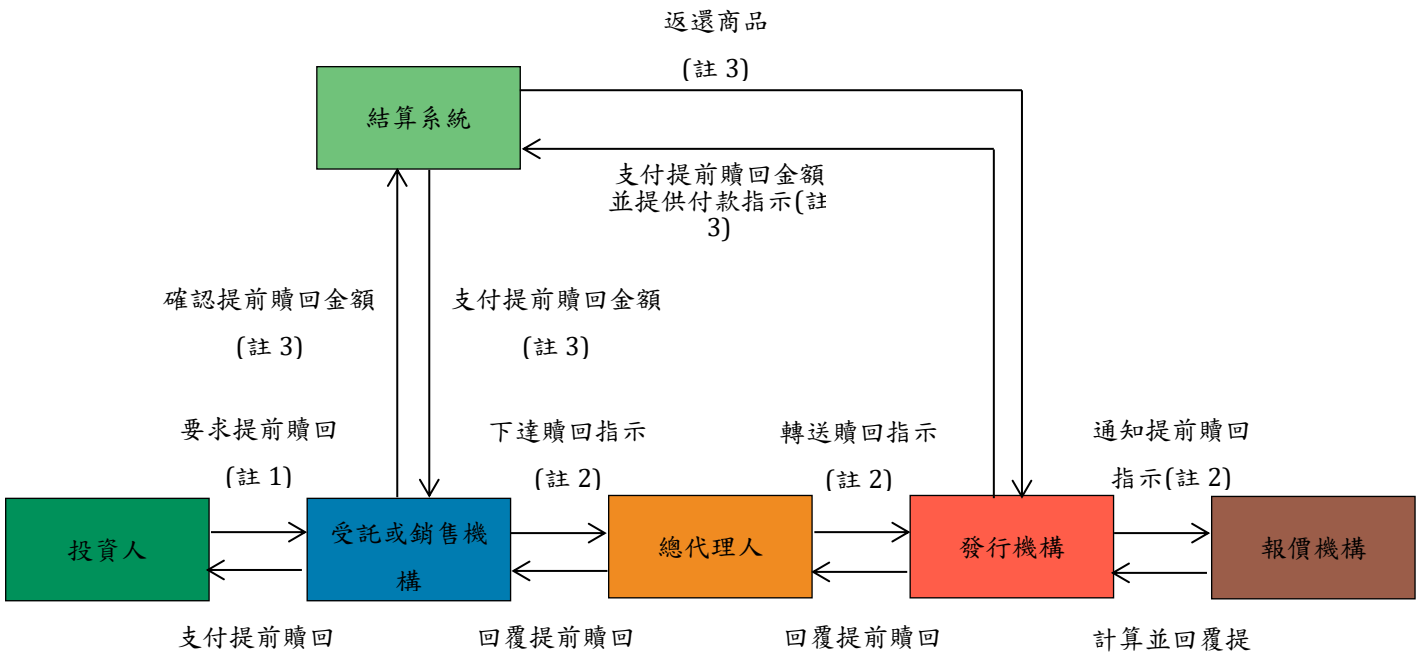 返還商品
(註 3)
結算系統
支付提前贖回金額
並提供付款指示(註
3)
確認提前贖回金額
(註 3)
支付提前贖回金額
(註 3)
要求提前贖回
(註 1)
下達贖回指示
(註 2)
轉送贖回指示
(註 2)
通知提前贖回
指示(註 2)
投資人
受託或銷售機
構
總代理人
發行機構
報價機構
支付提前贖回
回覆提前贖回
回覆提前贖回
計算並回覆提